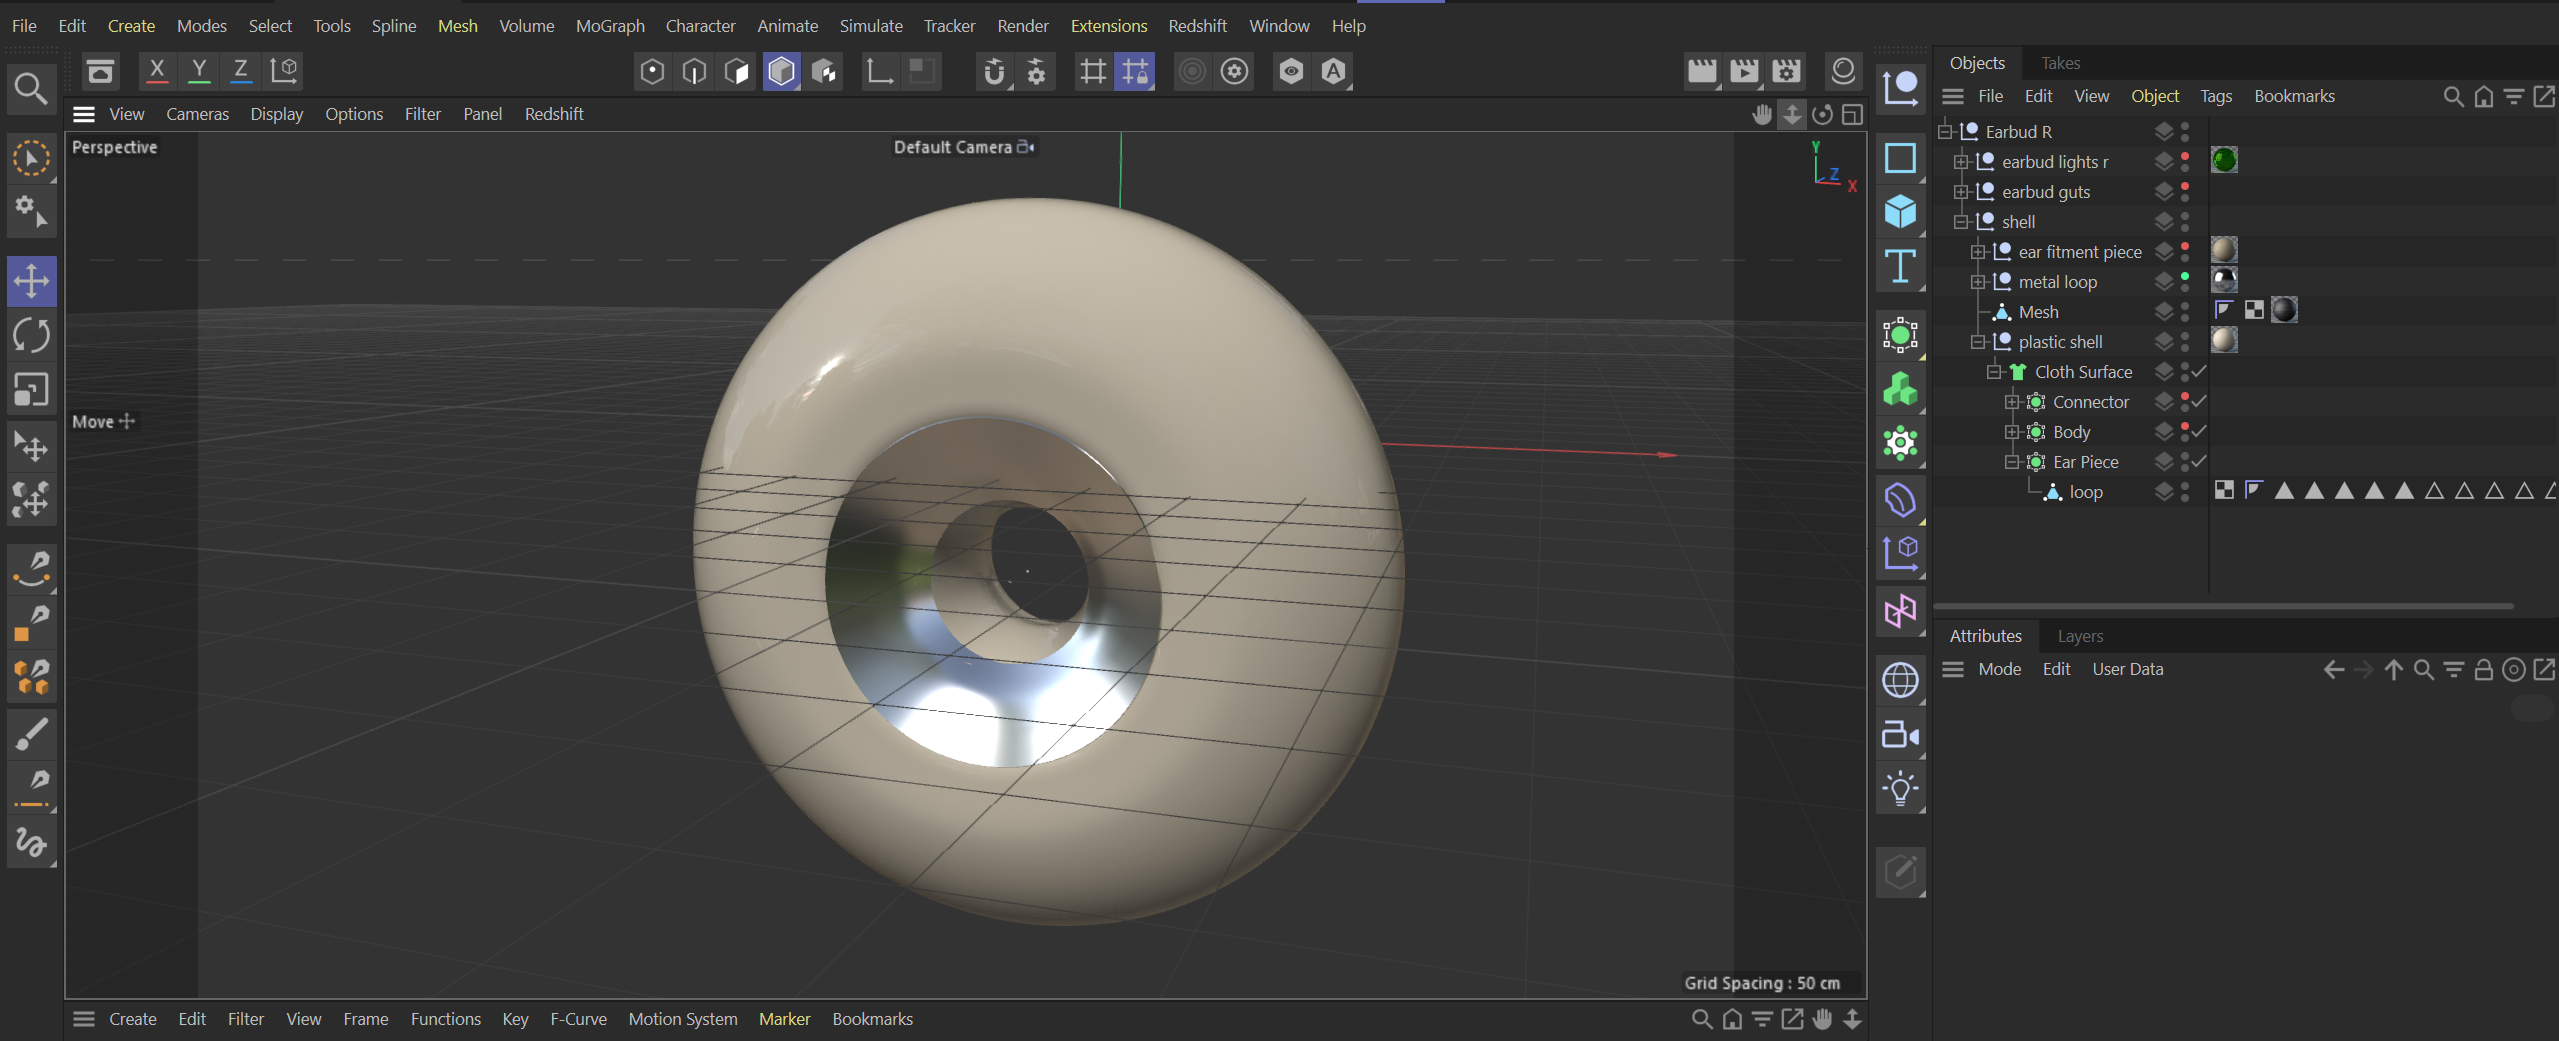 File Edit Create Modes Select Tools Spline Mesh Volume MoGraph Character Animate Simulate Tracker Render Extensions Redshift Window Help
X Y Z
Objects Takes
File Edit View Object Tags Bookmarks
View Cameras Display Options Filter Panel Redshift
Perspective
Default Camera
Y
Z
X
Move
Grid Spacing : 50 cm
Earbud R
earbud lights r
earbud guts
shell
ear fitment piece
metal loop
Mesh
plastic shell
Cloth Surface
Connector
Body
Ear Piece
loop
Attributes Layers
Mode Edit User Data
Create Edit Filter View Frame Functions Key F-Curve Motion System Marker Bookmarks